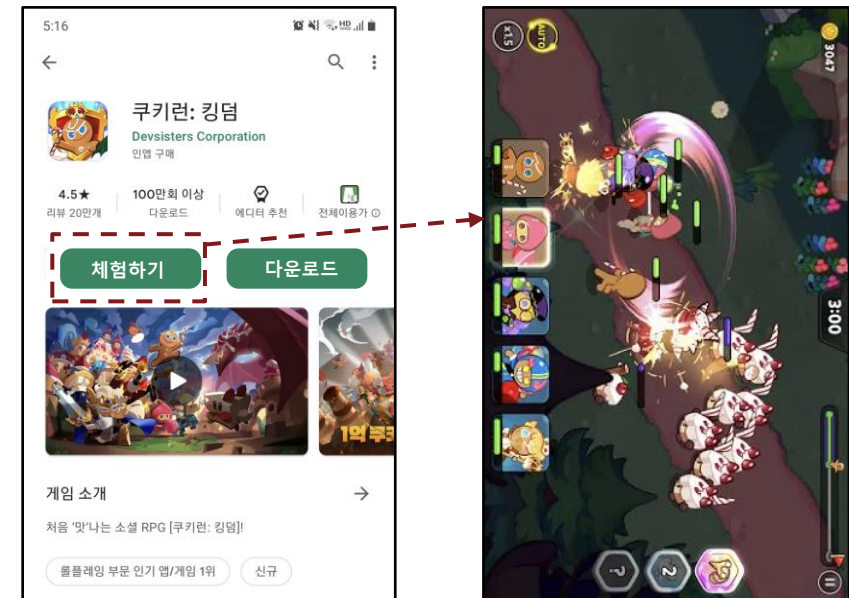 5:16
쿠키런: 킹덤
Devsisters Corporation
인앱 구매
4.5★
리뷰 20만개
100만회 이상
다운로드
에디터 추천
전체이용가
체험하기
다운로드
1억 쿠키
게임 소개
처음 '맛'나는 소셜 RPG [쿠키런: 킹덤]!
롤플레잉 부문 인기 앱/게임 1위
신규
x1.5
AUTO
3047
3:00
?
2